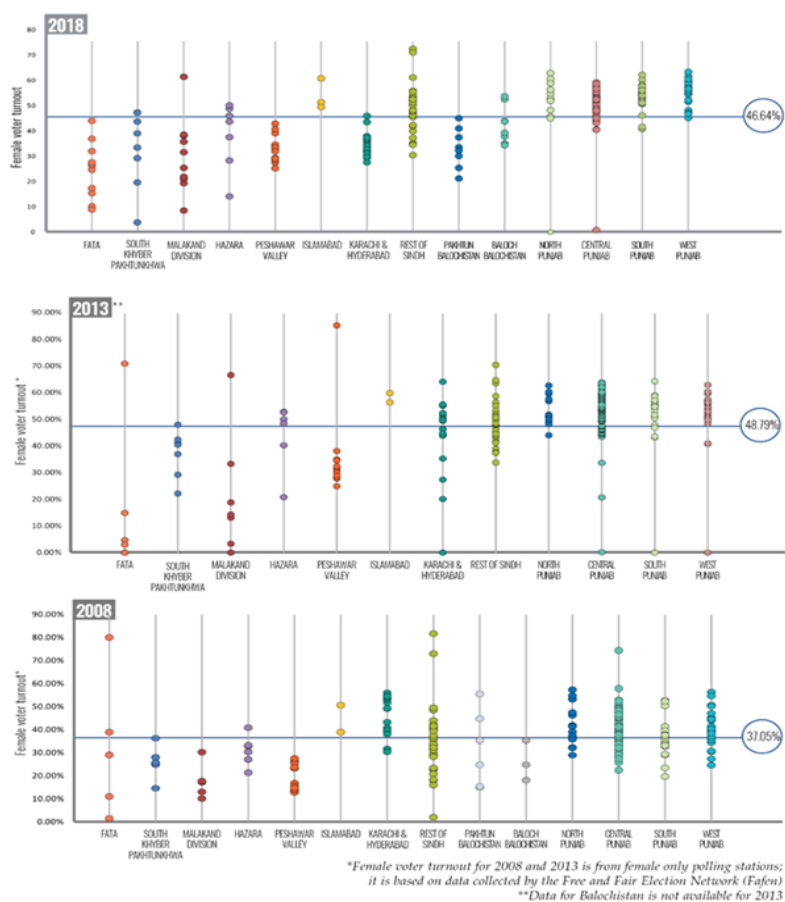 2018
Female voter turnout
80
70
60
50
40
30
20
10
0
46.64%
FATA
SOUTH KHYBER PAKHTUNKHWA
MALAKAND DIVISION
HAZARA
PESHAWAR VALLEY
ISLAMABAD
KARACHI & HYDERABAD
REST OF SINDH
PAKHTUN BALOCHISTAN
BALOCH BALOCHISTAN
NORTH PUNJAB
CENTRAL PUNJAB
SOUTH PUNJAB
WEST PUNJAB
2013**
Female voter turnout *
90.00%
80.00%
70.00%
60.00%
50.00%
40.00%
30.00%
20.00%
10.00%
0.00%
48.79%
FATA
SOUTH KHYBER PAKHTUNKHWA
MALAKAND DIVISION
HAZARA
PESHAWAR VALLEY
ISLAMABAD
KARACHI & HYDERABAD
REST OF SINDH
NORTH PUNJAB
CENTRAL PUNJAB
SOUTH PUNJAB
WEST PUNJAB
2008
Female voter turnout*
90.00%
80.00%
70.00%
60.00%
50.00%
40.00%
30.00%
20.00%
10.00%
0.00%
37.05%
FATA
SOUTH KHYBER PAKHTUNKHWA
MALAKAND DIVISION
HAZARA
PESHAWAR VALLEY
ISLAMABAD
KARACHI & HYDERABAD
REST OF SINDH
PAKHTUN BALOCHISTAN
BALOCH BALOCHISTAN
NORTH PUNJAB
CENTRAL PUNJAB
SOUTH PUNJAB
WEST PUNJAB
*Female voter turnout for 2008 and 2013 is from female only polling stations;
it is based on data collected by the Free and Fair Election Network (Fafen)
**Data for Balochistan is not available for 2013